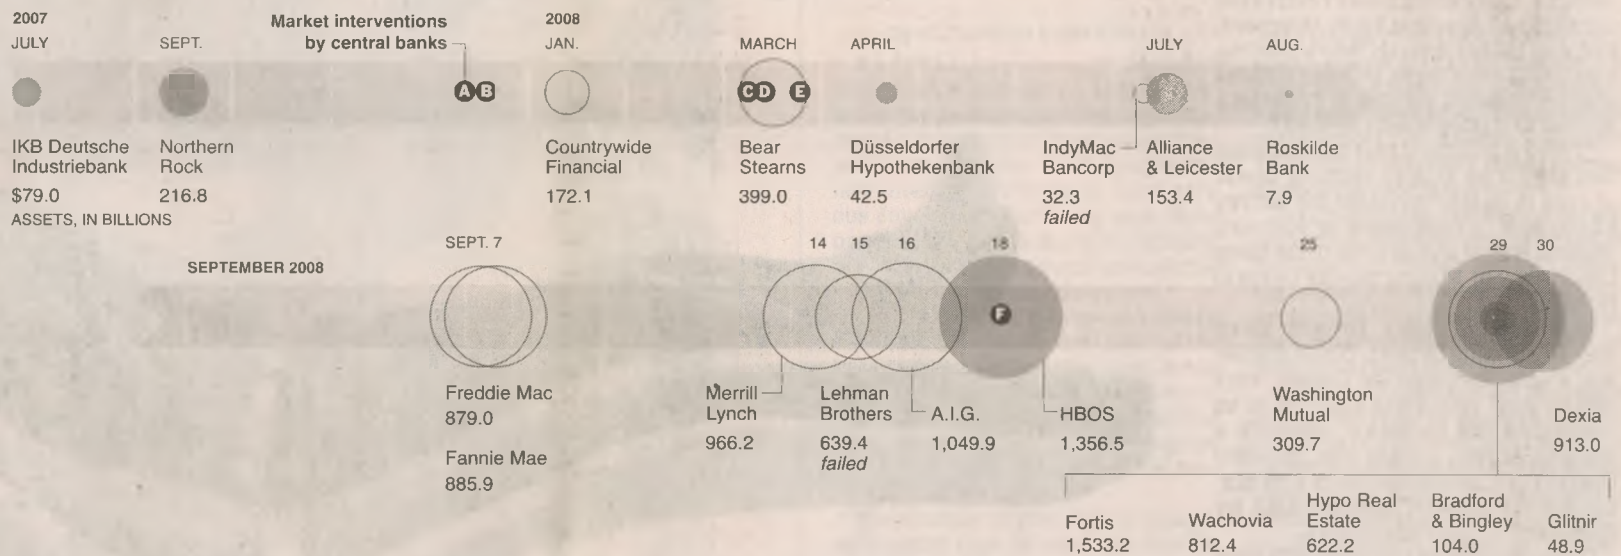 2007
JULY
SEPT.
Market interventions
by central banks
2008
JAN.
MARCH
APRIL
JULY
AUG.
A B
C D E
IKB Deutsche
Industriebank
$79.0
ASSETS, IN BILLIONS
Northern
Rock
216.8
Countrywide
Financial
172.1
Bear
Stearns
399.0
Düsseldorfer
Hypothekenbank
42.5
IndyMac
Bancorp
32.3
failed
Alliance
& Leicester
153.4
Roskilde
Bank
7.9
SEPTEMBER 2008
SEPT. 7
14
15
16
18
25
29
30
F
Freddie Mac
879.0
Fannie Mae
885.9
Merrill
Lynch
966.2
Lehman
Brothers
639.4
failed
A.I.G.
1,049.9
HBOS
1,356.5
Washington
Mutual
309.7
Dexia
913.0
Fortis
1,533.2
Wachovia
812.4
Hypo Real
Estate
622.2
Bradford
& Bingley
104.0
Glitnir
48.9